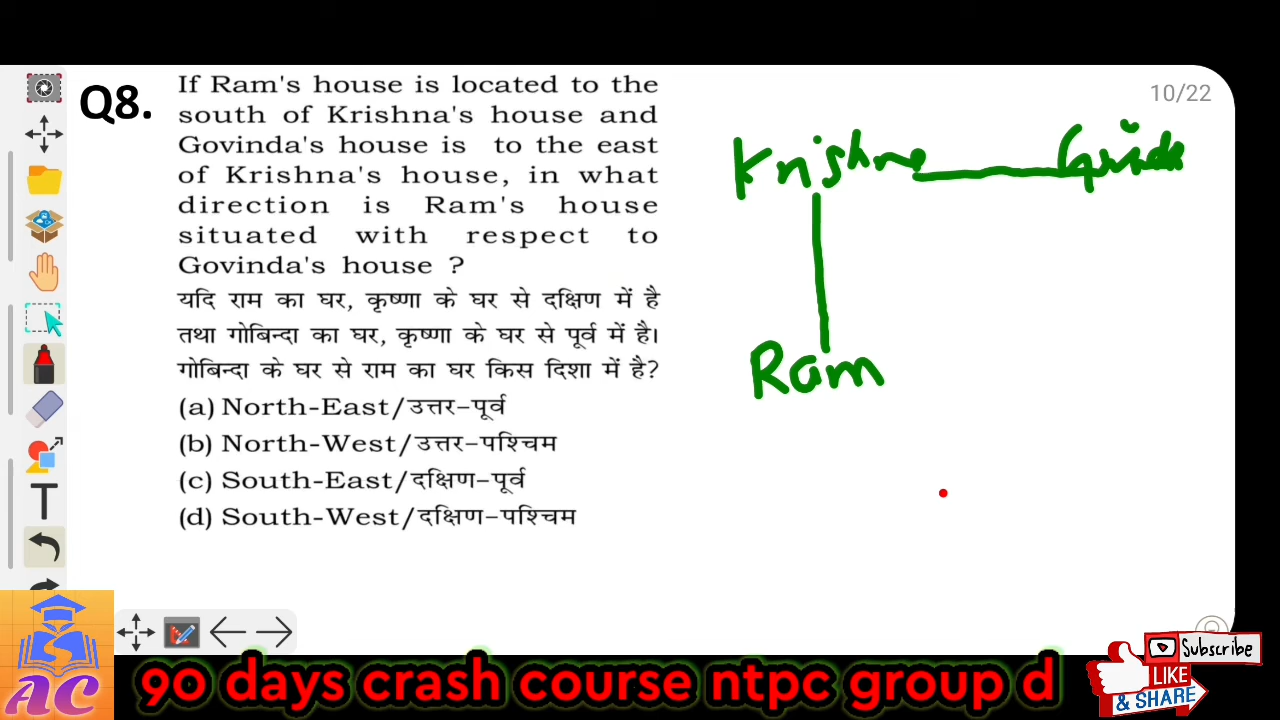 Q8.
If Ram's house is located to the
south of Krishna's house and
Govinda's house is to the east
of Krishna's house, in what
direction is Ram's house
situated with respect to
Govinda's house ?
यदि राम का घर, कृष्णा के घर से दक्षिण में है
तथा गोबिन्दा का घर, कृष्णा के घर से पूर्व में है।
गोबिन्दा के घर से राम का घर किस दिशा में है?
(a) North-East/उत्तर-पूर्व
(b) North-West/उत्तर-पश्चिम
(c) South-East/दक्षिण-पूर्व
(d) South-West/दक्षिण-पश्चिम
10/22
Krishna
Ram
T
AC
90 days crash course ntpc group d
Subscribe
LIKE
& SHARE